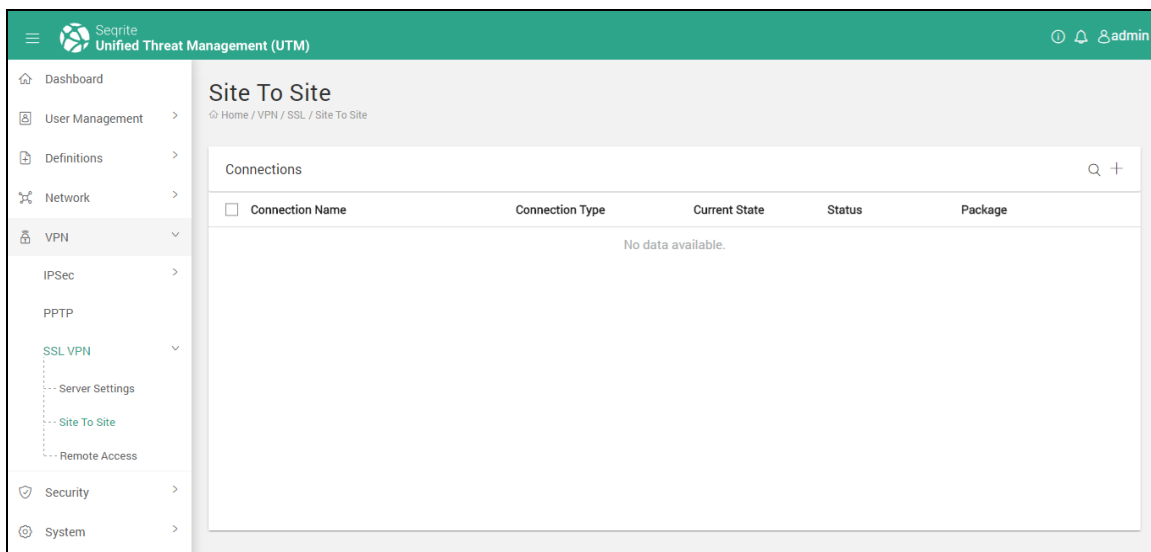 Seqrite
Unified Threat Management (UTM)
admin
Dashboard
User Management
Definitions
Network
VPN
IPSec
PPTP
SSL VPN
Server Settings
Site To Site
Remote Access
Security
System
Site To Site
Home / VPN / SSL / Site To Site
Connections
Connection Name Connection Type Current State Status Package
No data available.